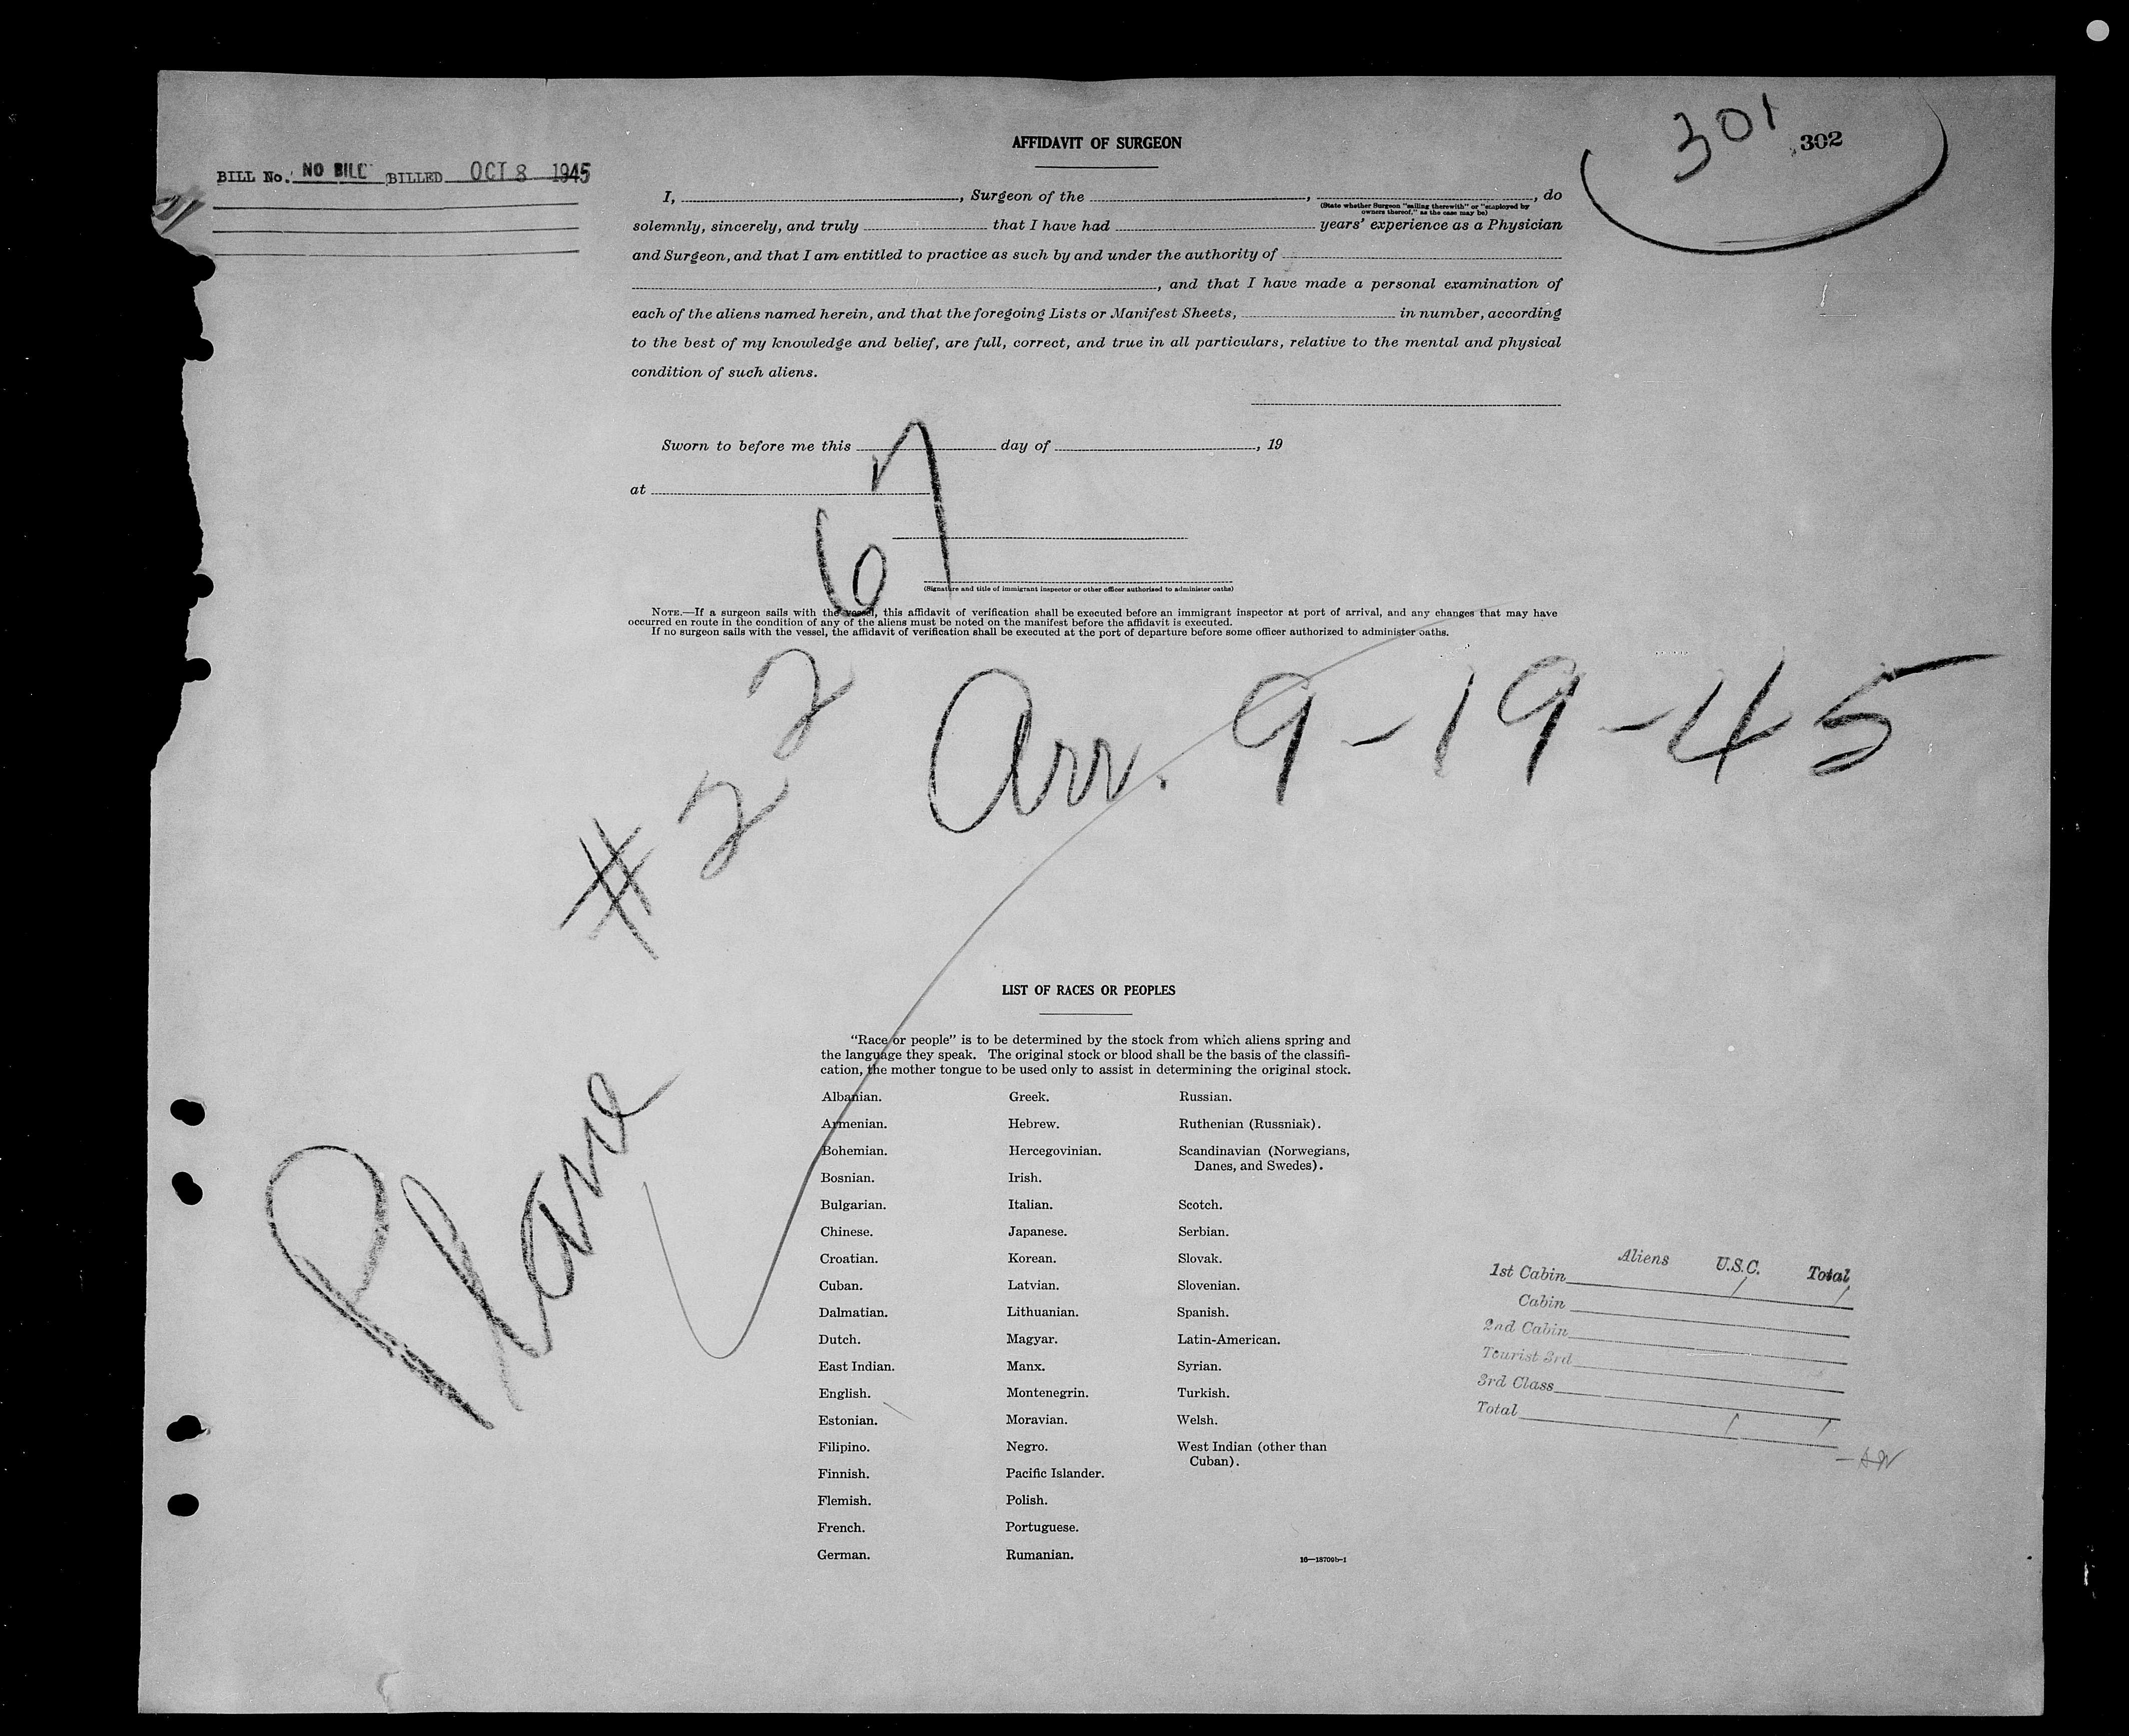 301
302
AFFIDAVIT OF SURGEON
BILL No. NO BILL BILLED OCT 8 1945
I, , Surgeon of the , , do
(State whether Surgeon "sailing therewith" or "employed by
owners thereof," as the case may be)
solemnly, sincerely, and truly that I have had years' experience as a Physician
and Surgeon, and that I am entitled to practice as such by and under the authority of
, and that I have made a personal examination of
each of the aliens named herein, and that the foregoing Lists or Manifest Sheets, in number, according
to the best of my knowledge and belief, are full, correct, and true in all particulars, relative to the mental and physical
condition of such aliens.
Sworn to before me this day of , 19
at
67
(Signature and title of immigrant inspector or other officer authorized to administer oaths)
NOTE.—If a surgeon sails with the vessel, this affidavit of verification shall be executed before an immigrant inspector at port of arrival, and any changes that may have
occurred en route in the condition of any of the aliens must be noted on the manifest before the affidavit is executed.
If no surgeon sails with the vessel, the affidavit of verification shall be executed at the port of departure before some officer authorized to administer oaths.
Plane #22
Arr. 9-19-45
LIST OF RACES OR PEOPLES
"Race or people" is to be determined by the stock from which aliens spring and
the language they speak. The original stock or blood shall be the basis of the classifi-
cation, the mother tongue to be used only to assist in determining the original stock.
Albanian.
Armenian.
Bohemian.
Bosnian.
Bulgarian.
Chinese.
Croatian.
Cuban.
Dalmatian.
Dutch.
East Indian.
English.
Estonian.
Filipino.
Finnish.
Flemish.
French.
German.
Greek.
Hebrew.
Hercegovinian.
Irish.
Italian.
Japanese.
Korean.
Latvian.
Lithuanian.
Magyar.
Manx.
Montenegrin.
Moravian.
Negro.
Pacific Islander.
Polish.
Portuguese.
Rumanian.
Russian.
Ruthenian (Russniak).
Scandinavian (Norwegians,
Danes, and Swedes).
Scotch.
Serbian.
Slovak.
Slovenian.
Spanish.
Latin-American.
Syrian.
Turkish.
Welsh.
West Indian (other than
Cuban).
16—18709b-1
Aliens U.S.C. Total
1st Cabin 1 1
Cabin
2nd Cabin
Tourist 3rd
3rd Class
Total 1 1